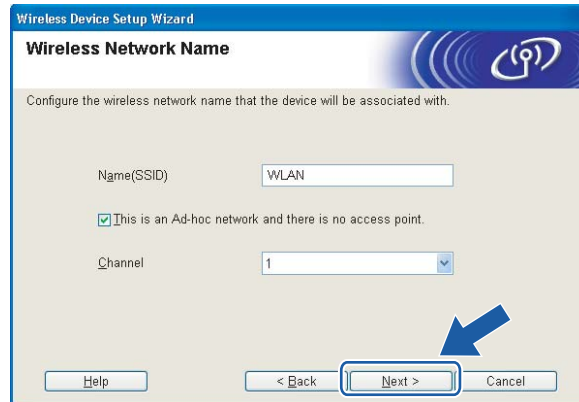 Wireless Device Setup Wizard
Wireless Network Name
Configure the wireless network name that the device will be associated with.
Name(SSID) WLAN
This is an Ad-hoc network and there is no access point.
Channel 1
Help < Back Next > Cancel